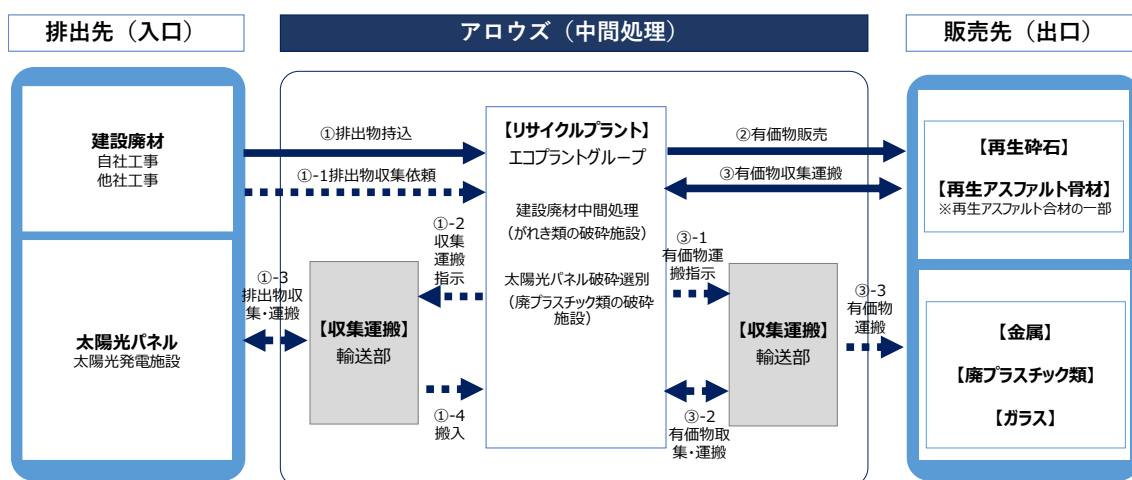 排出先（入口）
アロウズ（中間処理）
販売先（出口）
建設廃材
自社工事
他社工事
太陽光パネル
太陽光発電施設
①排出物持込
①-1排出物収集依頼
①-2
収集
運搬
指示
①-3
排出物収
集・運搬
【収集運搬】
輸送部
①-4
搬入
【リサイクルプラント】
エコプラントグループ
建設廃材中間処理
（がれき類の破砕施設）
太陽光パネル破砕選別
（廃プラスチック類の破砕
施設）
②有価物販売
③有価物収集運搬
③-1
有価物運
搬指示
【収集運搬】
輸送部
③-2
有価物取
集・運搬
③-3
有価物
運搬
【再生砕石】
【再生アスファルト骨材】
※再生アスファルト合材の一部
【金属】
【廃プラスチック類】
【ガラス】